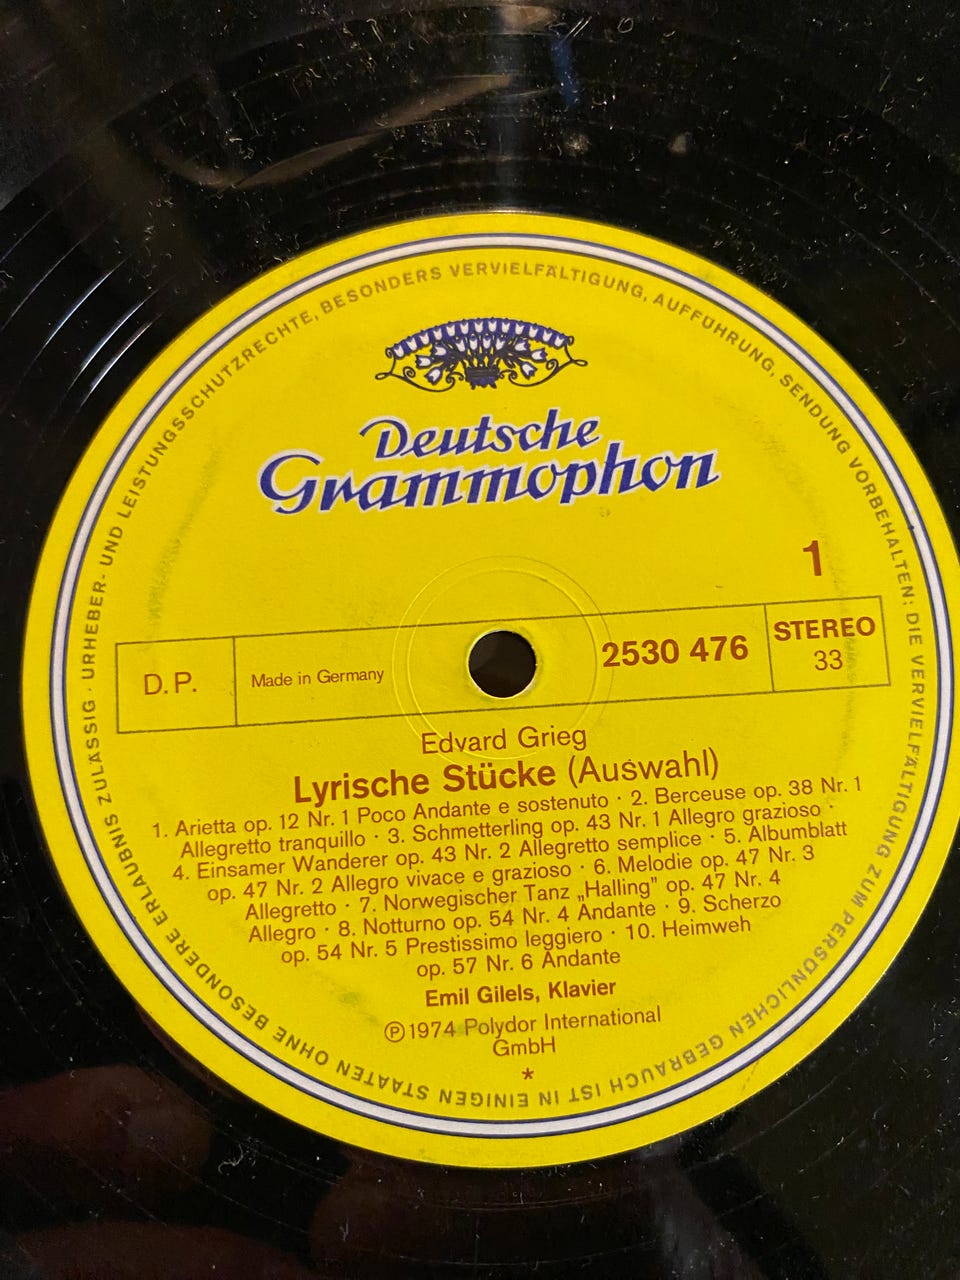 URHEBER- UND LEISTUNGSSCHUTZRECHTE, BESONDERS VERVIELFÄLTIGUNG, AUFFÜHRUNG, SENDUNG VORBEHALTEN; DIE VERVIELFÄLTIGUNG ZUM PERSÖNLICHEN GEBRAUCH IST IN EINIGEN STAATEN OHNE BESONDERE ERLAUBNIS ZULÄSSIG ·
Deutsche
Grammophon
1
D.P.
Made in Germany
2530 476
STEREO
33
Edvard Grieg
Lyrische Stücke (Auswahl)
1. Arietta op. 12 Nr. 1 Poco Andante e sostenuto · 2. Berceuse op. 38 Nr. 1
Allegretto tranquillo · 3. Schmetterling op. 43 Nr. 1 Allegro grazioso ·
4. Einsamer Wanderer op. 43 Nr. 2 Allegretto semplice · 5. Albumblatt
op. 47 Nr. 2 Allegro vivace e grazioso · 6. Melodie op. 47 Nr. 3
Allegretto · 7. Norwegischer Tanz „Halling" op. 47 Nr. 4
Allegro · 8. Notturno op. 54 Nr. 4 Andante · 9. Scherzo
op. 54 Nr. 5 Prestissimo leggiero · 10. Heimweh
op. 57 Nr. 6 Andante
Emil Gilels, Klavier
Ⓟ 1974 Polydor International
GmbH
*